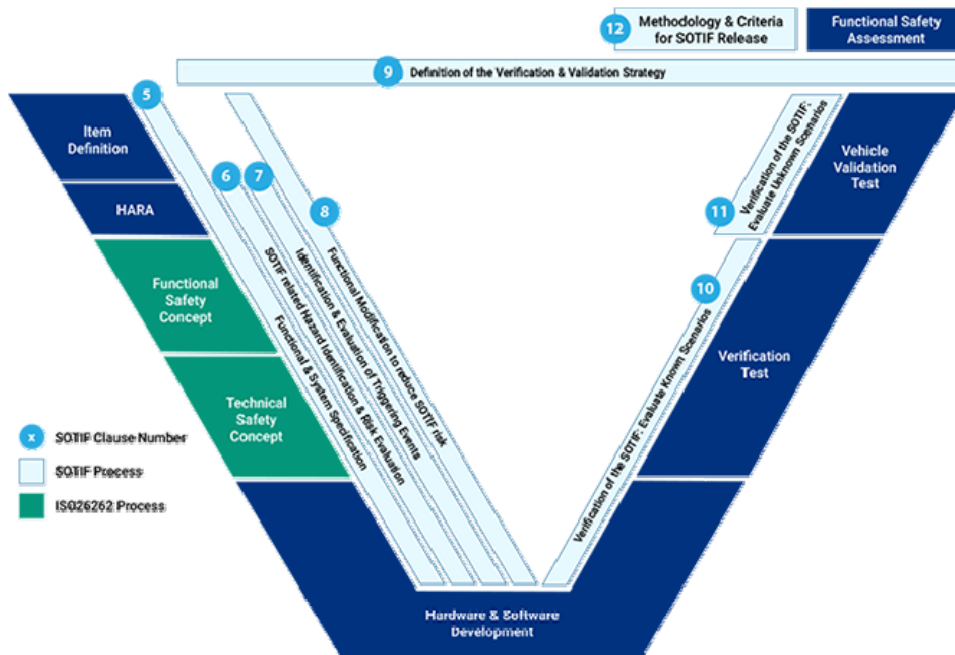 12
Methodology & Criteria
for SOTIF Release
Functional Safety
Assessment
9
Definition of the Verification & Validation Strategy
5
Item
Definition
6
7
HARA
8
Functional
Safety
Concept
Technical
Safety
Concept
Functional & System Specification
SOTIF related Hazard Identification & Risk Evaluation
Identification & Evaluation of Triggering Events
Functional Modification to reduce SOTIF risk
11
Verification of the SOTIF:
Evaluate Unknown Scenarios
Vehicle
Validation
Test
10
Verification of the SOTIF: Evaluate Known Scenarios
Verification
Test
x
SOTIF Clause Number
SOTIF Process
ISO26262 Process
Hardware & Software
Development